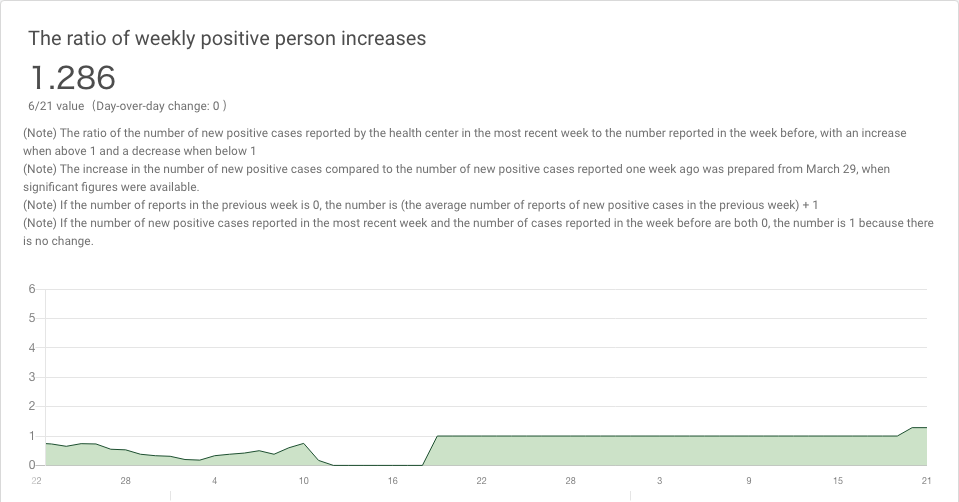 The ratio of weekly positive person increases
1.286
6/21 value （Day-over-day change: 0 ）
(Note) The ratio of the number of new positive cases reported by the health center in the most recent week to the number reported in the week before, with an increase
when above 1 and a decrease when below 1
(Note) The increase in the number of new positive cases compared to the number of new positive cases reported one week ago was prepared from March 29, when
significant figures were available.
(Note) If the number of reports in the previous week is 0, the number is (the average number of reports of new positive cases in the previous week) + 1
(Note) If the number of new positive cases reported in the most recent week and the number of cases reported in the week before are both 0, the number is 1 because there
is no change.
6
5
4
3
2
1
0
22 28 4 10 16 22 28 3 9 15 21